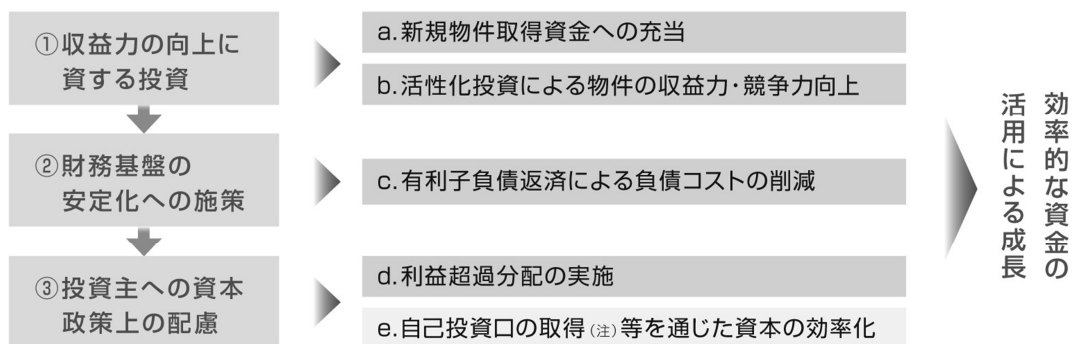 ①収益力の向上に
資する投資
a.新規物件取得資金への充当
b.活性化投資による物件の収益力・競争力向上
②財務基盤の
安定化への施策
c.有利子負債返済による負債コストの削減
③投資主への資本
政策上の配慮
d.利益超過分配の実施
e.自己投資口の取得(注)等を通じた資本の効率化
効率的な資金の
活用による成長